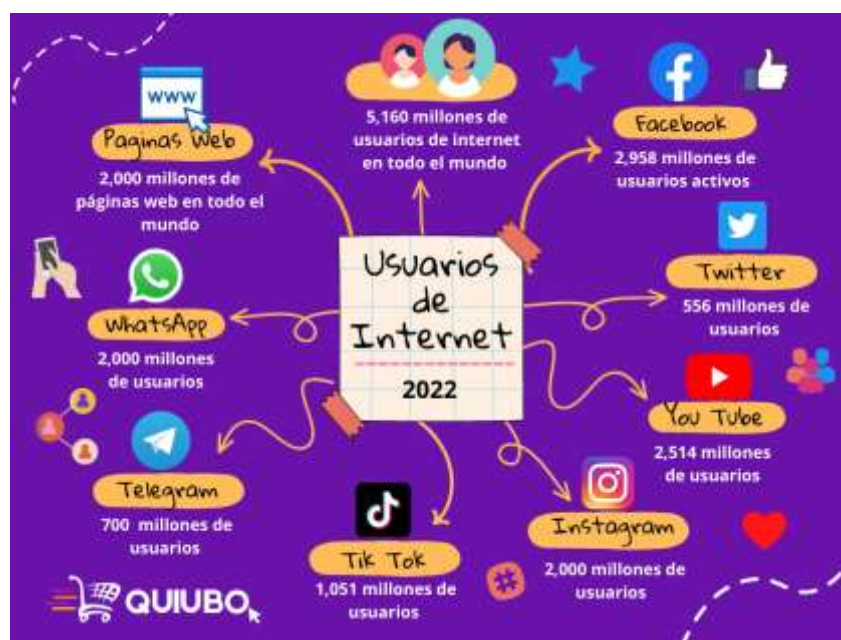 Usuarios
de
Internet
2022
5,160 millones de
usuarios de internet
en todo el mundo
Facebook
2,958 millones de
usuarios activos
Twitter
556 millones de
usuarios
You Tube
2,514 millones
de usuarios
Instagram
2,000 millones de
usuarios
Tik Tok
1,051 millones de
usuarios
Telegram
700 millones de
usuarios
WhatsApp
2,000 millones
de usuarios
www
Paginas Web
2,000 millones de
páginas web en todo el
mundo
QUIUBO